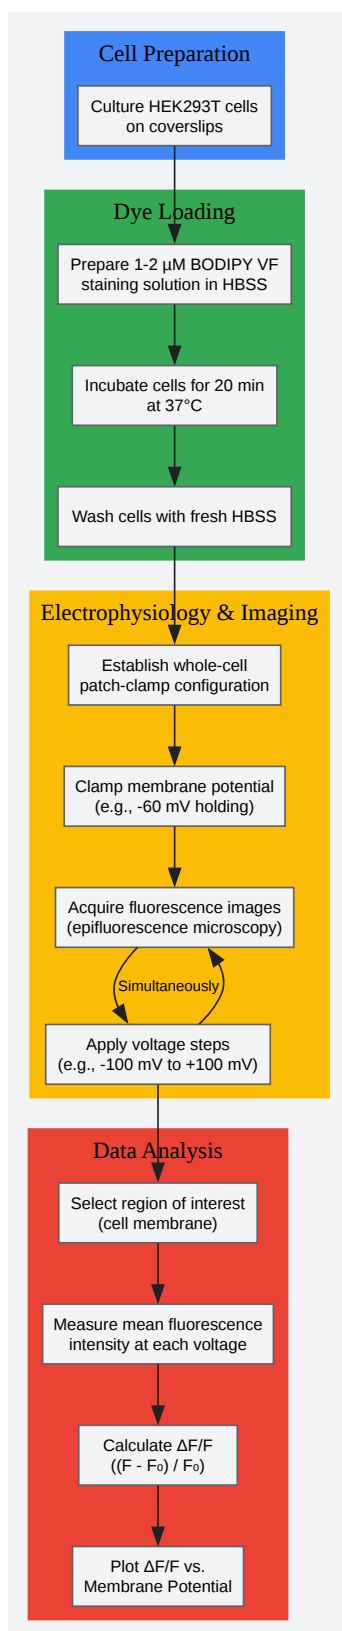 Cell Preparation
Culture HEK293T cells
on coverslips
Dye Loading
Prepare 1-2 µM BODIPY VF
staining solution in HBSS
Incubate cells for 20 min
at 37°C
Wash cells with fresh HBSS
Electrophysiology & Imaging
Establish whole-cell
patch-clamp configuration
Clamp membrane potential
(e.g., -60 mV holding)
Acquire fluorescence images
(epifluorescence microscopy)
Simultaneously
Apply voltage steps
(e.g., -100 mV to +100 mV)
Data Analysis
Select region of interest
(cell membrane)
Measure mean fluorescence
intensity at each voltage
Calculate ΔF/F
((F - F₀) / F₀)
Plot ΔF/F vs.
Membrane Potential